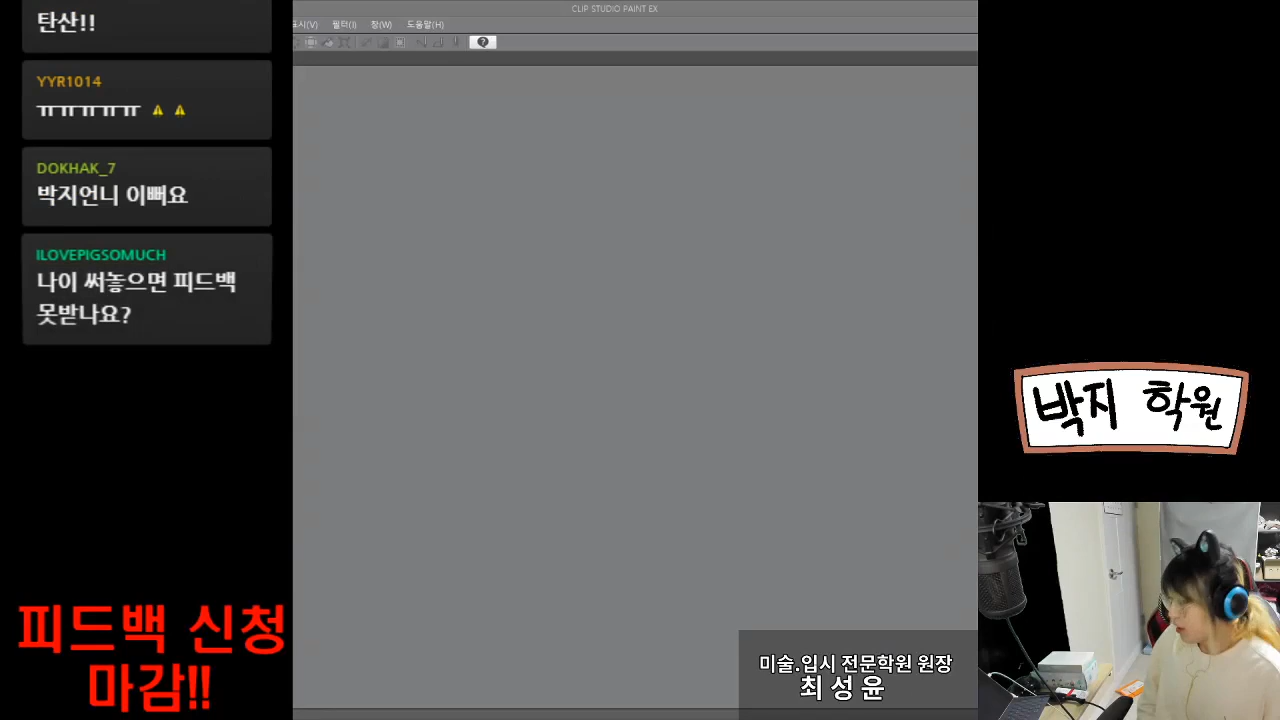 탄산!!
YYR1014
ㅠㅠㅠㅠㅠ
DOKHAK_7
박지언니 이뻐요
ILOVEPIGSOMUCH
나이 써놓으면 피드백
못받나요?
피드백 신청
마감!!
CLIP STUDIO PAINT EX
표시(V) 필터(I) 창(W) 도움말(H)
박지 학원
미술.입시 전문학원 원장
최성윤